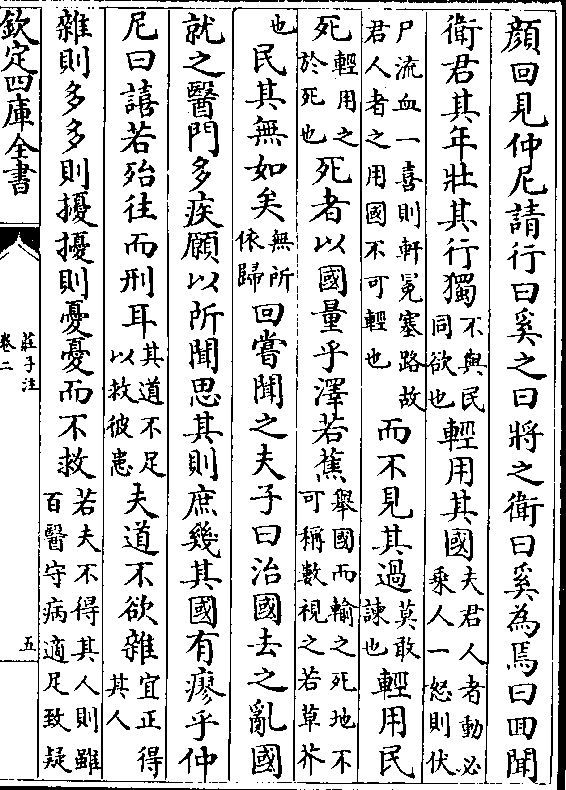 顔回見仲尼請行曰奚之曰將之衛曰奚為焉曰囬聞
衛君其年壯其行獨不與民同欲也輕用其國夫君人者動必乘人一怒則伏
尸流血一喜則軒冕塞路故君人者之用國不可輕也而不見其過莫敢諫也輕用民
死輕用之於死也死者以國量乎澤若蕉舉國而輸之死地不可稱數視之若草芥
也民其無如矣無所依歸回嘗聞之夫子曰治國去之亂國
就之醫門多疾願以所聞思其則庶幾其國有瘳乎仲
尼曰譆若殆往而刑耳其道不足以救彼患夫道不欲雜宜正得其人
雜則多多則擾擾則憂憂而不救若夫不得其人則雖百醫守病適足致疑
欽定四庫全書
莊子注
卷二
五